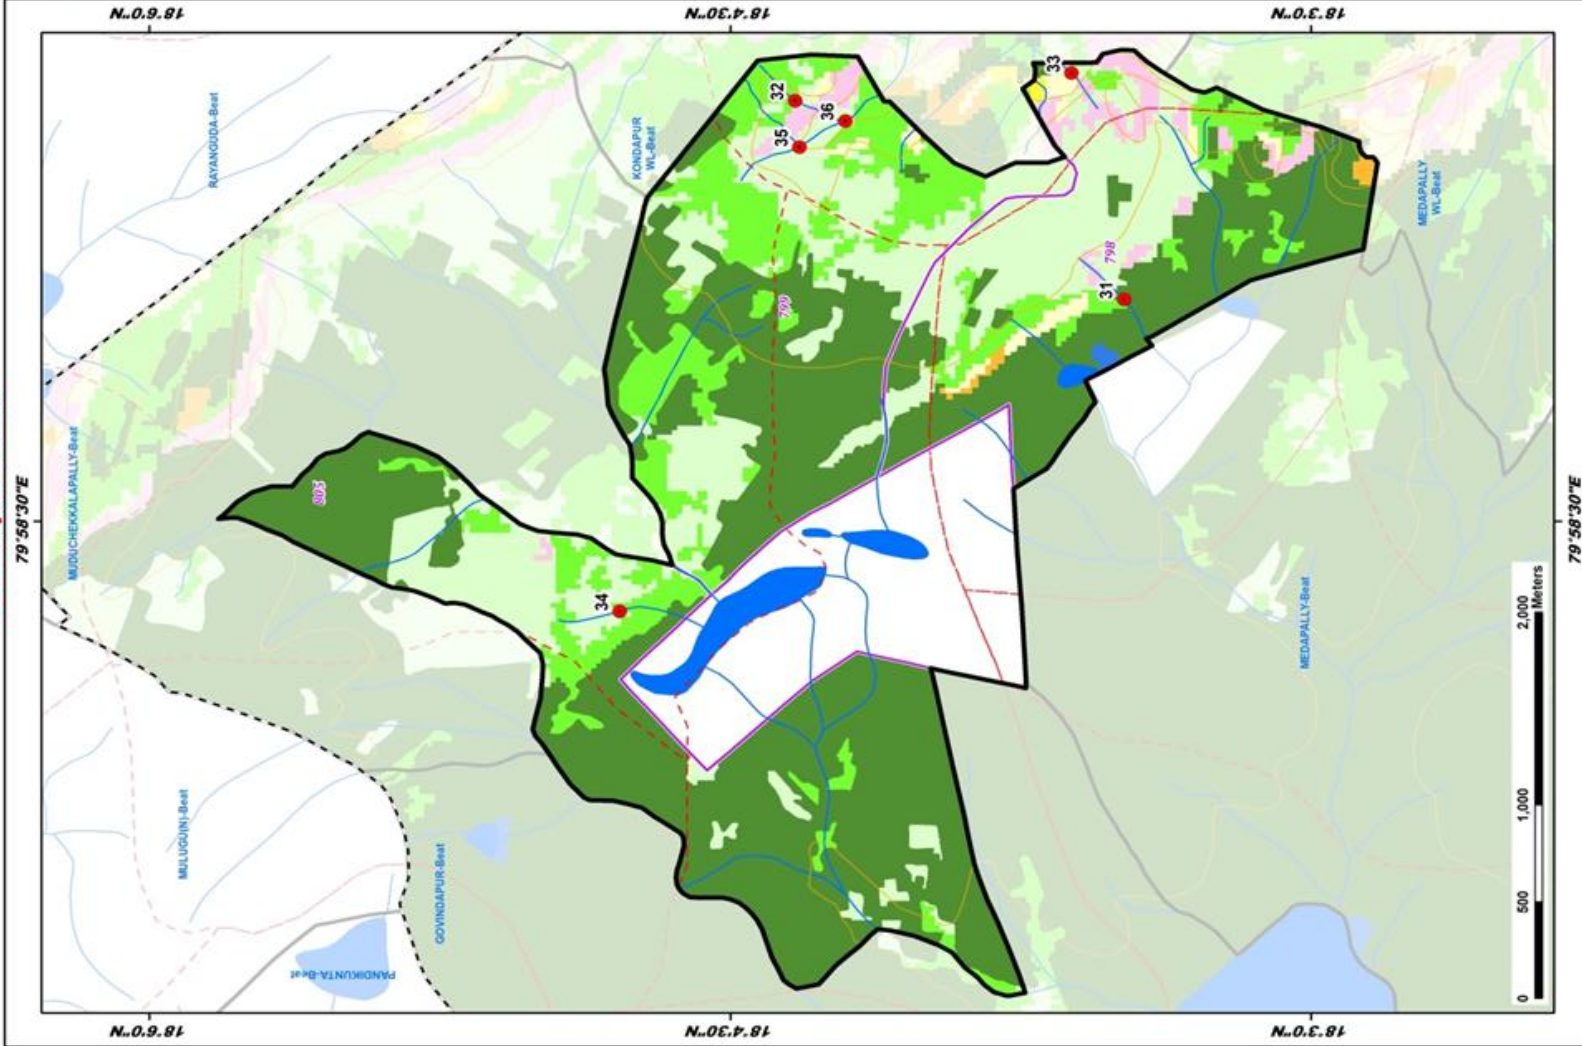 18°6'0"N
18°4'30"N
18°3'0"N
RAYANGUDA-Beat
KONDAPUR
WL-Beat
MEDAPALLY
WL-Beat
33
32
36
35
798
31
799
MUDUCHEKKALAPALLY-Beat
805
79°58'30"E
79°58'30"E
34
MEDAPALLY-Beat
MULUGU(N)-Beat
GOVINDAPUR-Beat
PANDIKUNTA-Beat
0 500 1,000 2,000
Meters
18°6'0"N
18°4'30"N
18°3'0"N